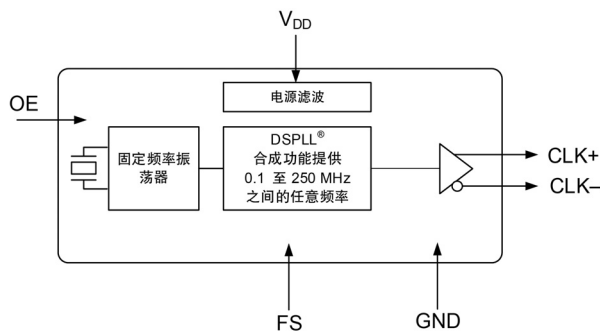 V_DD
电源滤波
OE
固定频率振
荡器
DSPLL®
合成功能提供
0.1 至 250 MHz
之间的任意频率
CLK+
CLK–
FS
GND